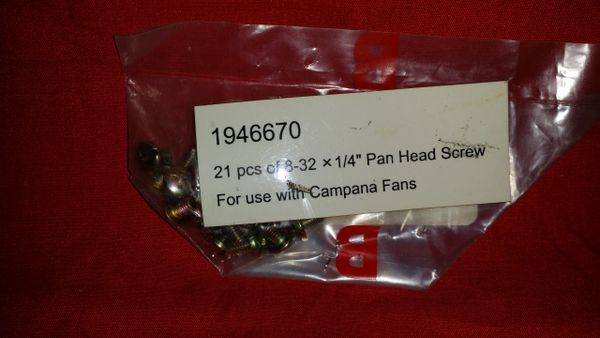 B
1946670
21 pcs of 8-32 × 1/4" Pan Head Screw
For use with Campana Fans
B